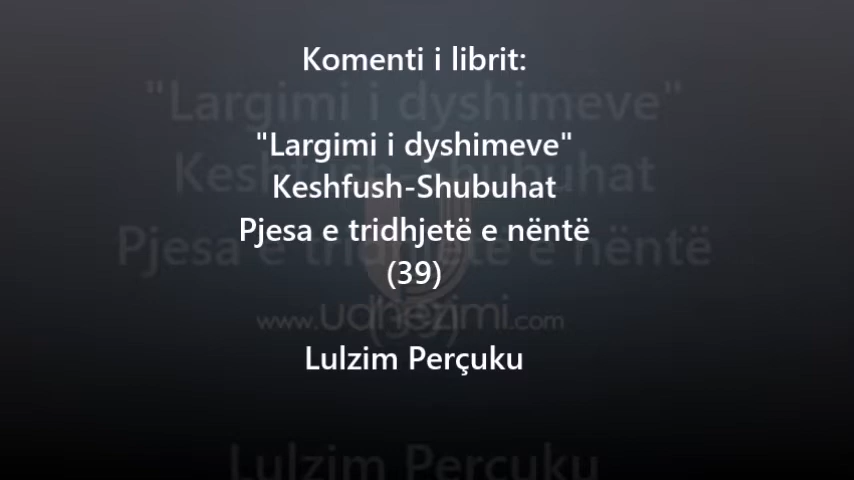 Komenti i librit:
"Largimi i dyshimeve"
Keshfush-Shubuhat
Pjesa e tridhjetë e nëntë
(39)
www.udhezimi.com
Lulzim Perçuku